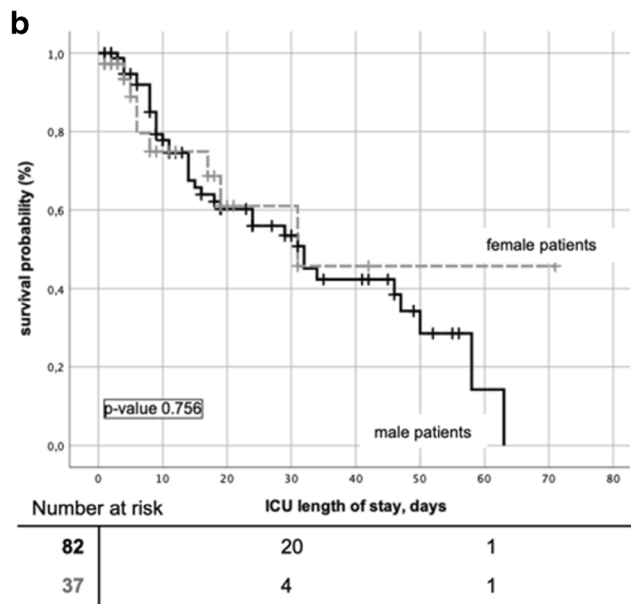 b
survival probability (%)
1,0
0,8
0,6
0,4
0,2
0,0
female patients
p-value 0.756
male patients
0 10 20 30 40 50 60 70 80
Number at risk ICU length of stay, days
82 20 1
37 4 1